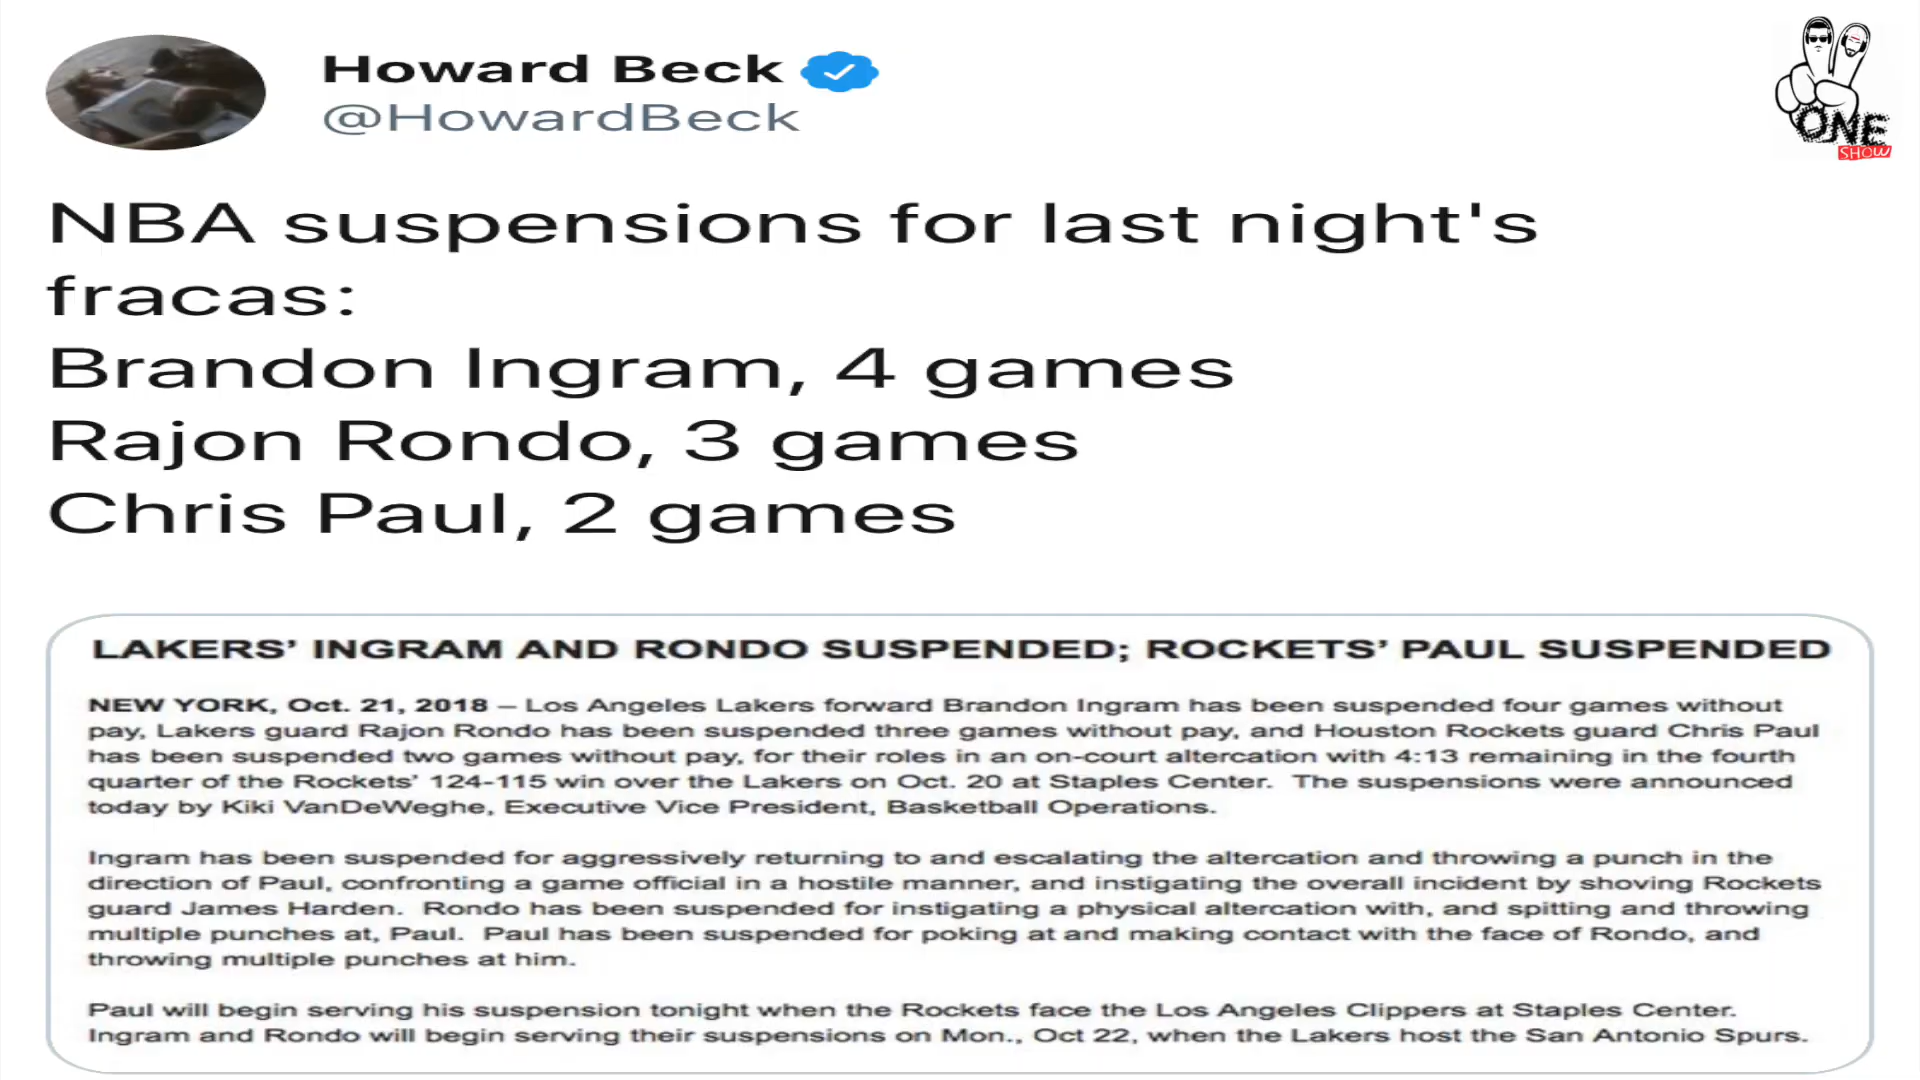 Howard Beck
@HowardBeck
ONE
SHOW
NBA suspensions for last night's
fracas:
Brandon Ingram, 4 games
Rajon Rondo, 3 games
Chris Paul, 2 games
LAKERS’ INGRAM AND RONDO SUSPENDED; ROCKETS’ PAUL SUSPENDED
NEW YORK, Oct. 21, 2018 – Los Angeles Lakers forward Brandon Ingram has been suspended four games without
pay, Lakers guard Rajon Rondo has been suspended three games without pay, and Houston Rockets guard Chris Paul
has been suspended two games without pay, for their roles in an on-court altercation with 4:13 remaining in the fourth
quarter of the Rockets’ 124-115 win over the Lakers on Oct. 20 at Staples Center.  The suspensions were announced
today by Kiki VanDeWeghe, Executive Vice President, Basketball Operations.
Ingram has been suspended for aggressively returning to and escalating the altercation and throwing a punch in the
direction of Paul, confronting a game official in a hostile manner, and instigating the overall incident by shoving Rockets
guard James Harden.  Rondo has been suspended for instigating a physical altercation with, and spitting and throwing
multiple punches at, Paul.  Paul has been suspended for poking at and making contact with the face of Rondo, and
throwing multiple punches at him.
Paul will begin serving his suspension tonight when the Rockets face the Los Angeles Clippers at Staples Center.
Ingram and Rondo will begin serving their suspensions on Mon., Oct 22, when the Lakers host the San Antonio Spurs.